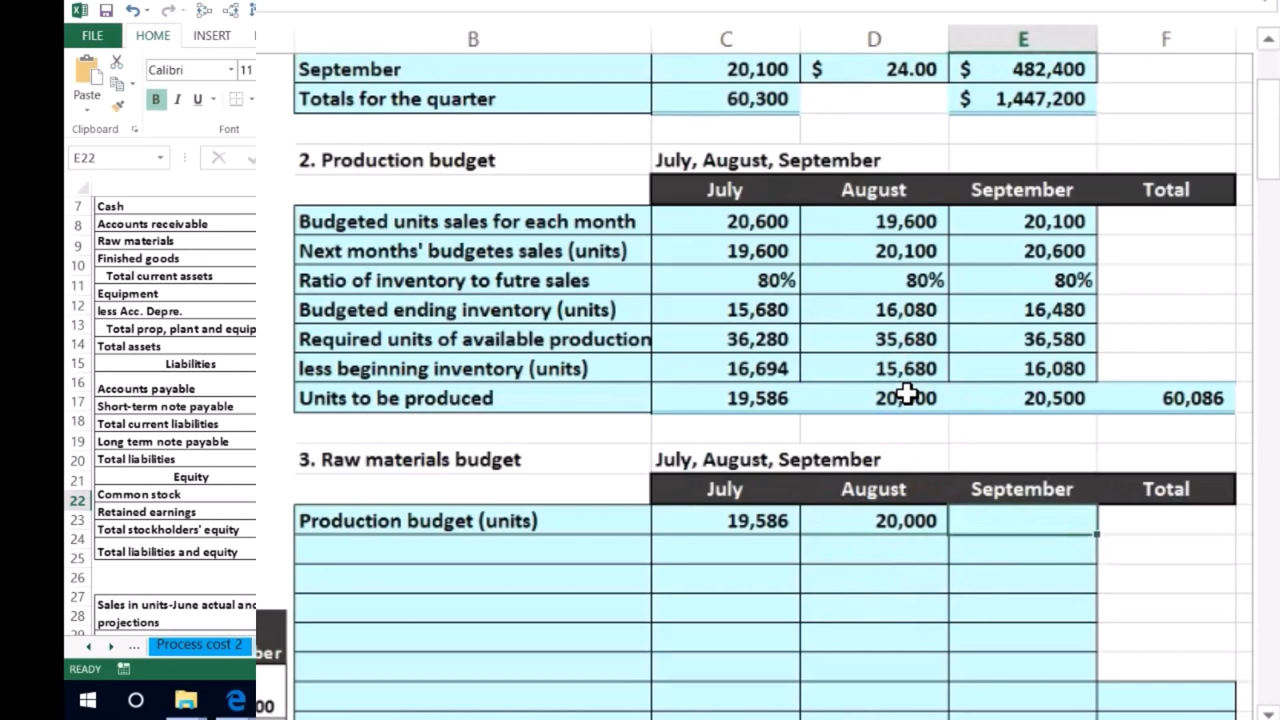 FILE HOME INSERT
Calibri 11
Paste B I U
Clipboard Font
E22
7 Cash
8 Accounts receivable
9 Raw materials
10 Finished goods
11 Total current assets
12 Equipment
13 less Acc. Depre.
14 Total prop, plant and equip
15 Total assets
16 Liabilities
17 Accounts payable
18 Short-term note payable
19 Total current liabilities
20 Long term note payable
21 Total liabilities
22 Equity
23 Common stock
24 Retained earnings
25 Total stockholders' equity
26 Total liabilities and equity
27 Sales in units-June actual and
28 projections
29
... Process cost 2
READY
ber
00
B C D E F
September 20,100 $ 24.00 $ 482,400
Totals for the quarter 60,300 $ 1,447,200
2. Production budget July, August, September
July August September Total
Budgeted units sales for each month 20,600 19,600 20,100
Next months' budgetes sales (units) 19,600 20,100 20,600
Ratio of inventory to futre sales 80% 80% 80%
Budgeted ending inventory (units) 15,680 16,080 16,480
Required units of available production 36,280 35,680 36,580
less beginning inventory (units) 16,694 15,680 16,080
Units to be produced 19,586 20,000 20,500 60,086
3. Raw materials budget July, August, September
July August September Total
Production budget (units) 19,586 20,000